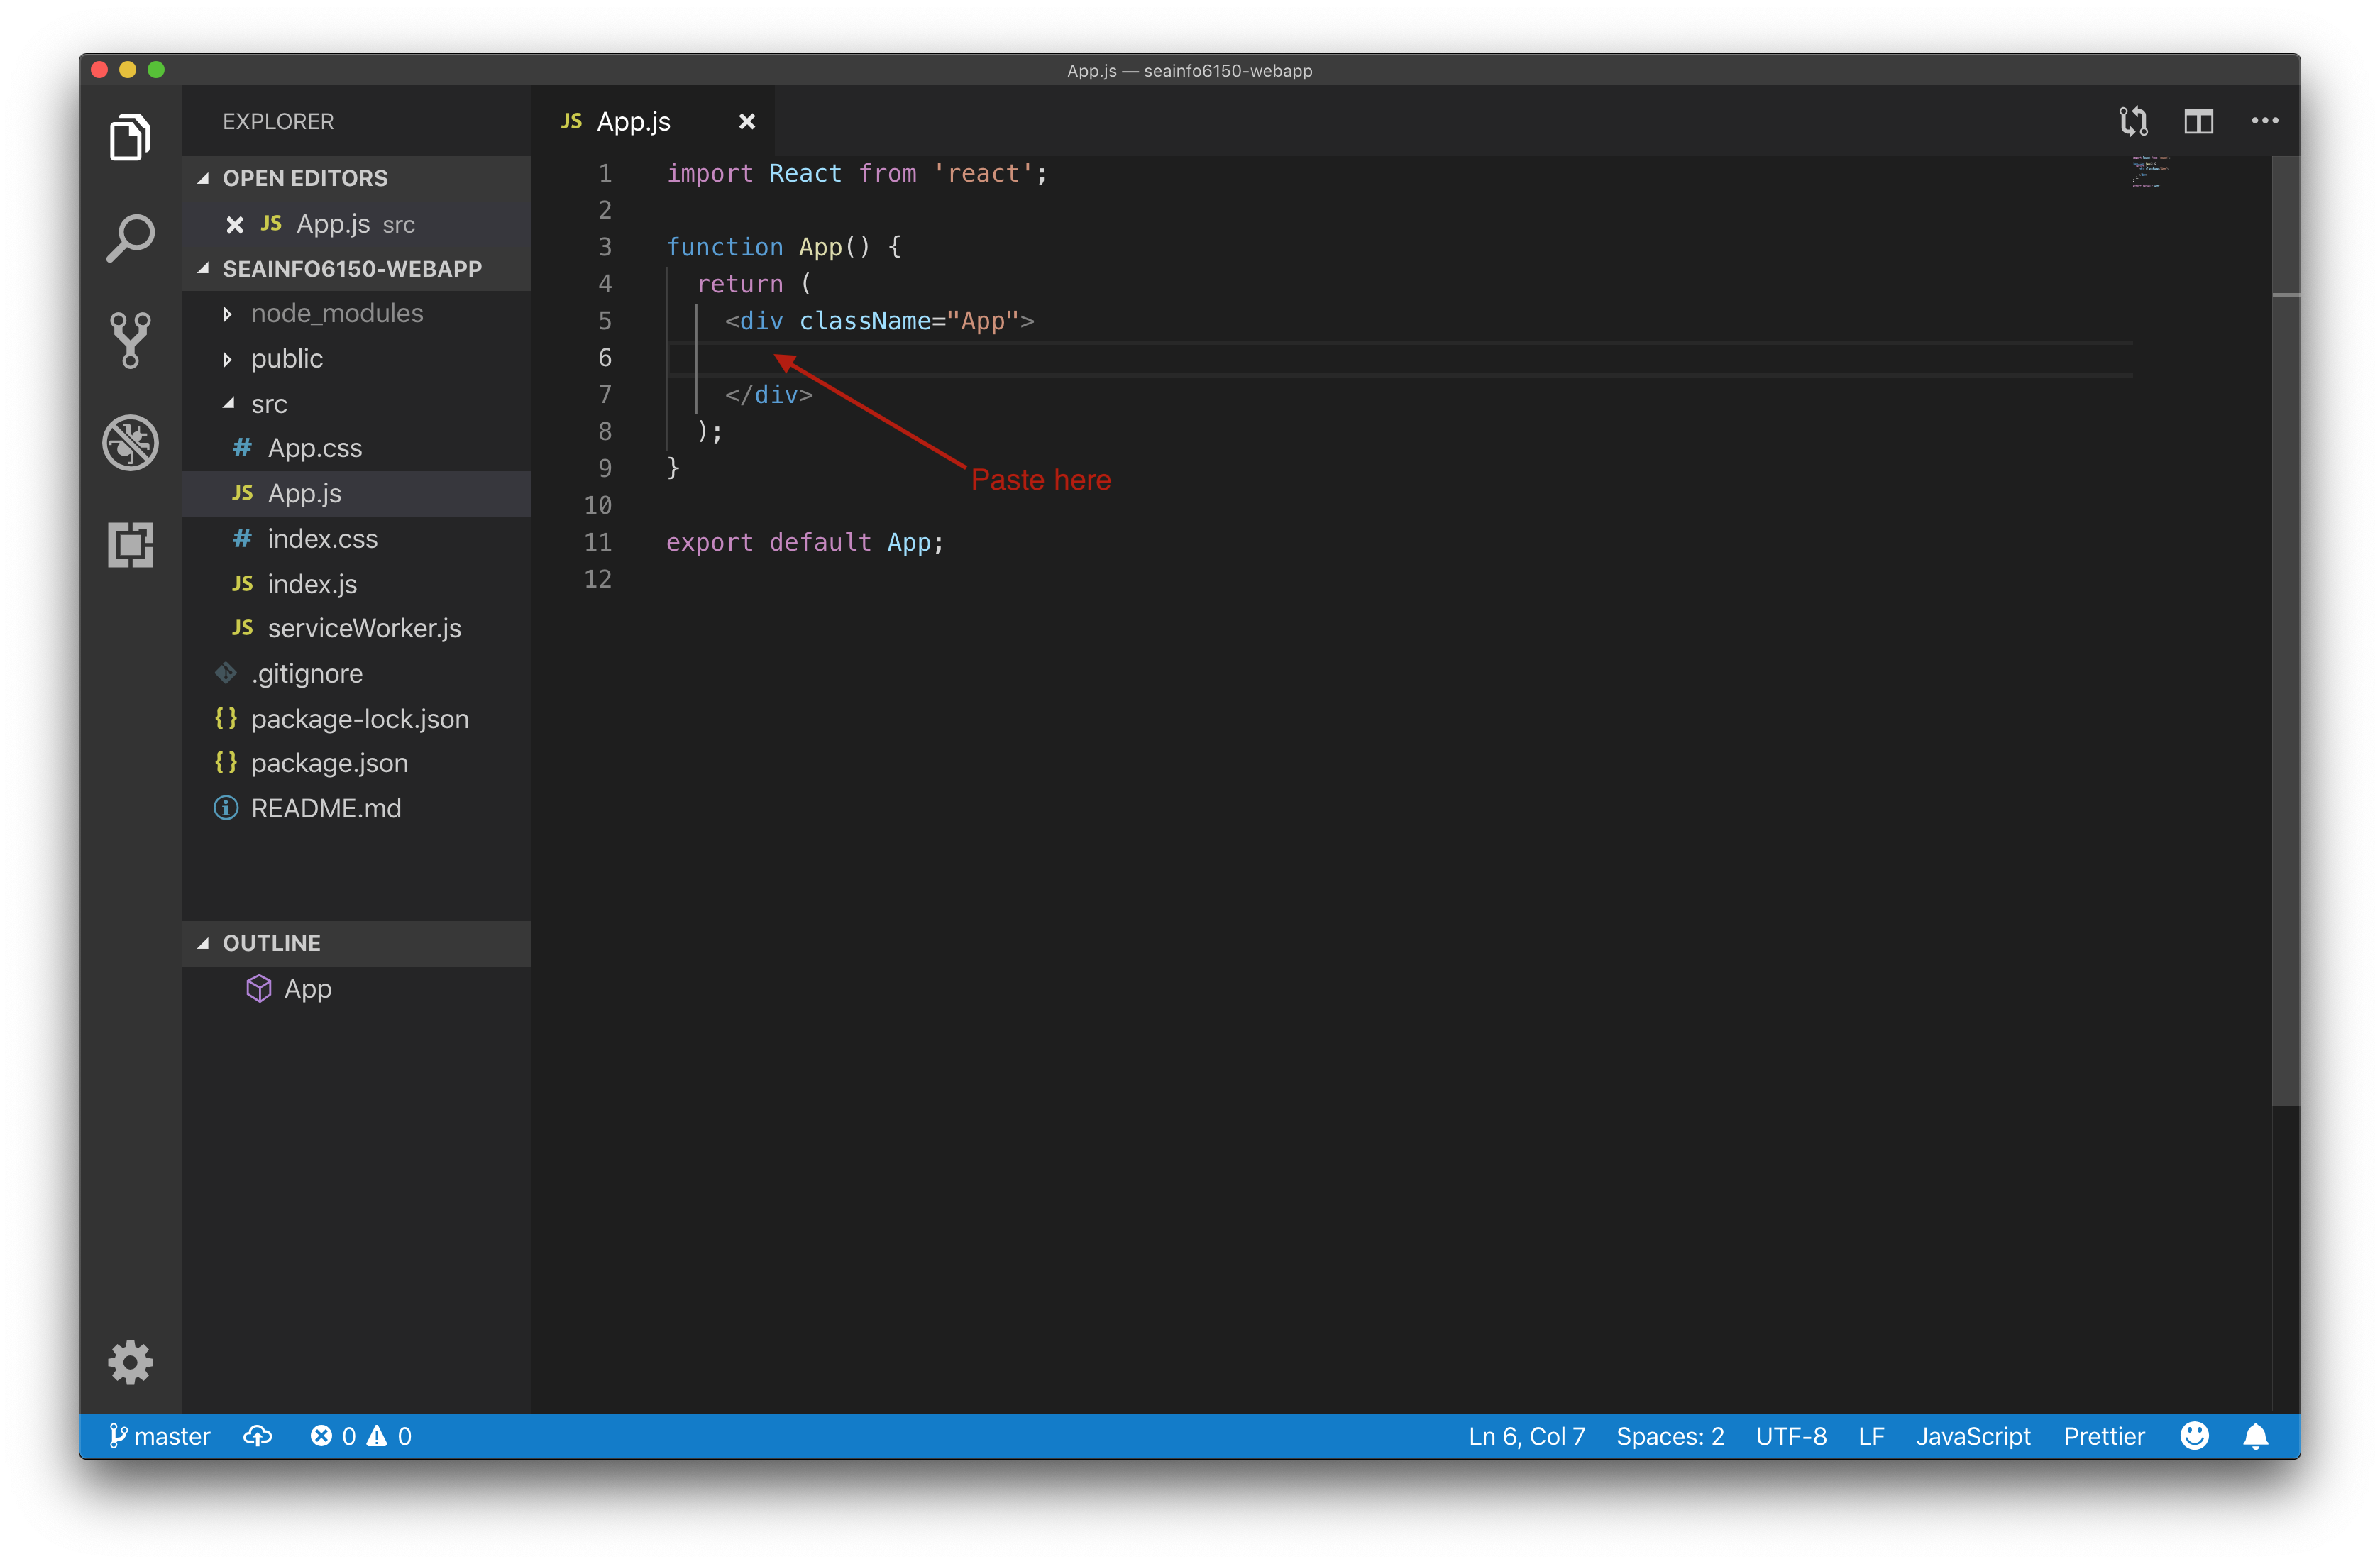 App.js — seainfo6150-webapp
EXPLORER
OPEN EDITORS
JS App.js src
SEAINFO6150-WEBAPP
node_modules
public
src
# App.css
JS App.js
# index.css
JS index.js
JS serviceWorker.js
.gitignore
{} package-lock.json
{} package.json
README.md
OUTLINE
App
JS App.js
1 import React from 'react';
2
3 function App() {
4 return (
5 <div className="App">
6
7 </div>
8 );
9 }
10
11 export default App;
12
Paste here
master 0 0 Ln 6, Col 7 Spaces: 2 UTF-8 LF JavaScript Prettier